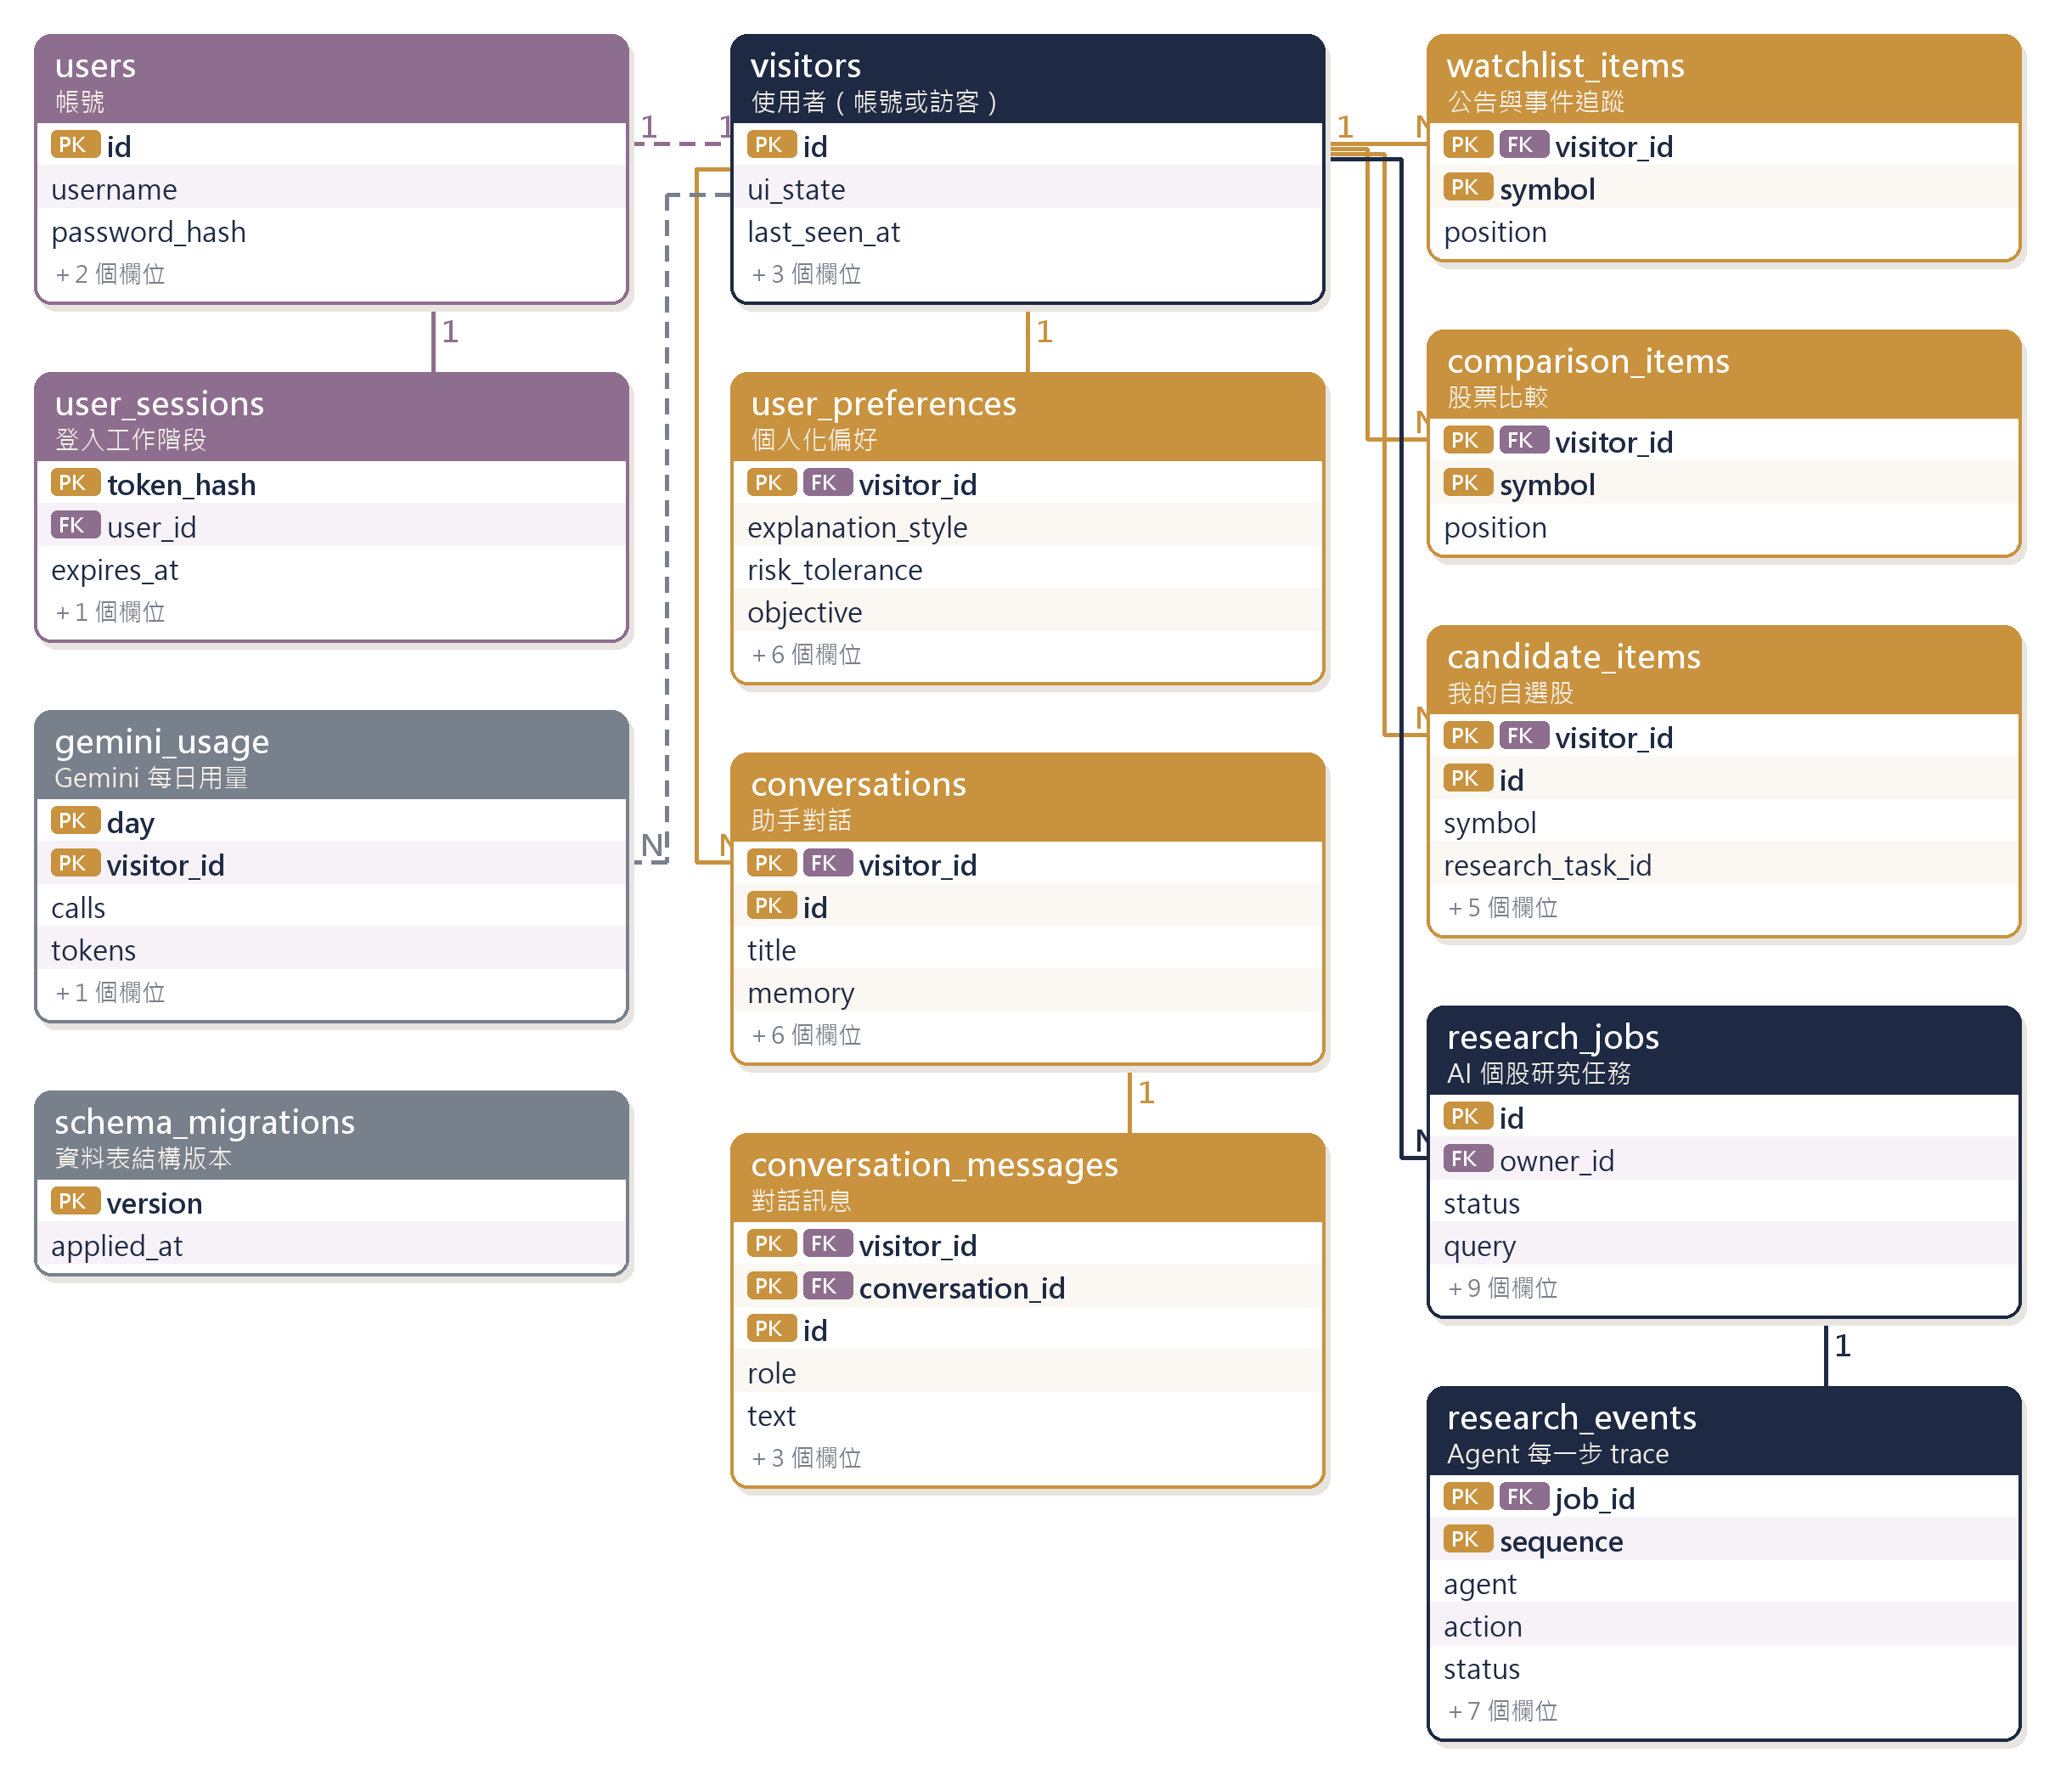 users
帳號
PK id
username
password_hash
+ 2 個欄位
1
1
visitors
使用者（帳號或訪客）
PK id
ui_state
last_seen_at
+ 3 個欄位
1
N
watchlist_items
公告與事件追蹤
PK FK visitor_id
PK symbol
position
1
user_sessions
登入工作階段
PK token_hash
FK user_id
expires_at
+ 1 個欄位
1
user_preferences
個人化偏好
PK FK visitor_id
explanation_style
risk_tolerance
objective
+ 6 個欄位
comparison_items
股票比較
N
PK FK visitor_id
PK symbol
position
gemini_usage
Gemini 每日用量
PK day
PK visitor_id
calls
tokens
+ 1 個欄位
N
N
conversations
助手對話
PK FK visitor_id
PK id
title
memory
+ 6 個欄位
candidate_items
我的自選股
N
PK FK visitor_id
PK id
symbol
research_task_id
+ 5 個欄位
schema_migrations
資料表結構版本
PK version
applied_at
1
conversation_messages
對話訊息
PK FK visitor_id
PK FK conversation_id
PK id
role
text
+ 3 個欄位
research_jobs
AI 個股研究任務
PK id
N
FK owner_id
status
query
+ 9 個欄位
1
research_events
Agent 每一步 trace
PK FK job_id
PK sequence
agent
action
status
+ 7 個欄位